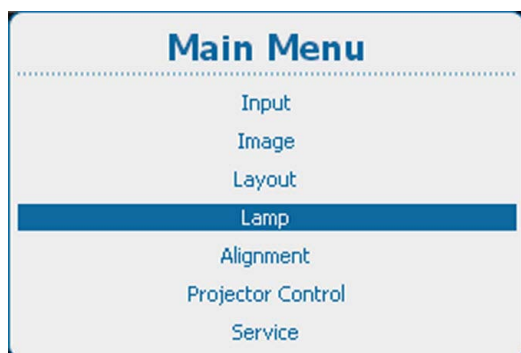 Main Menu
Input
Image
Layout
Lamp
Alignment
Projector Control
Service